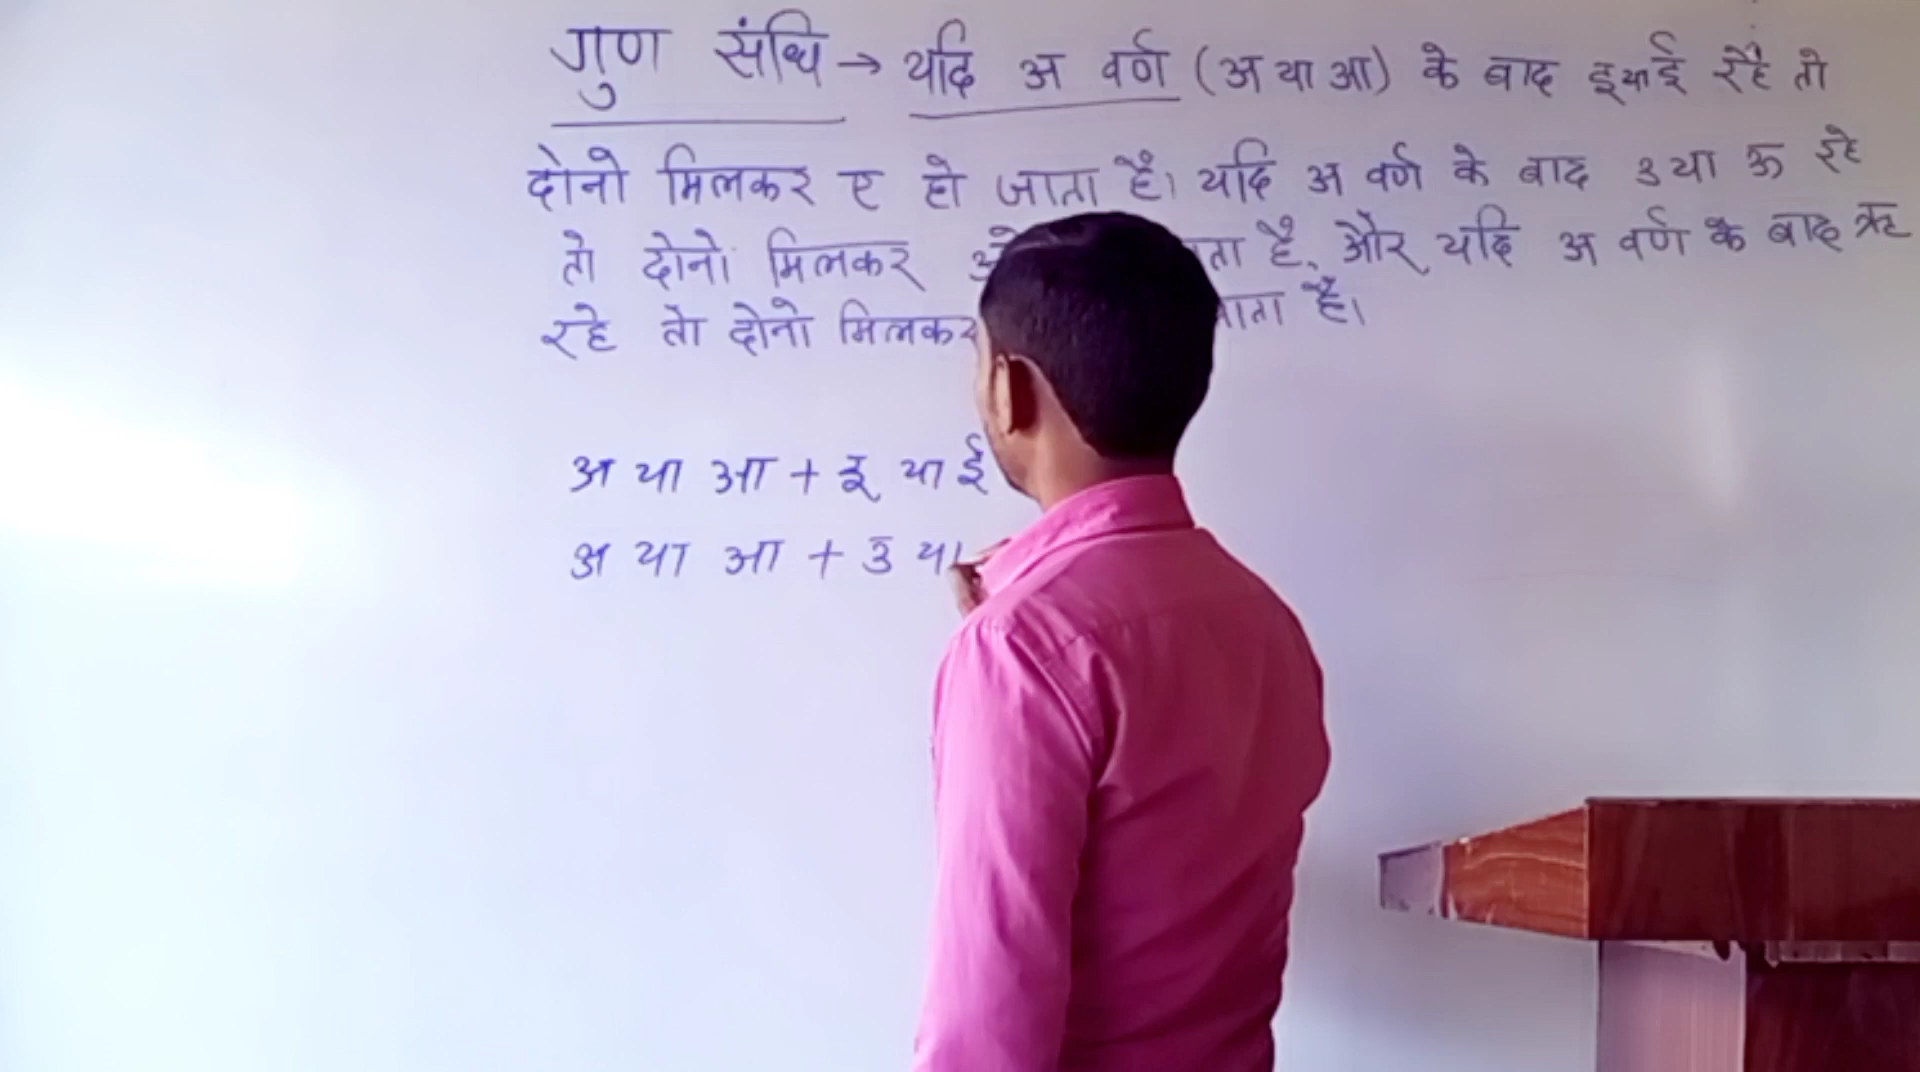 गुण संधि → यदि अ वर्ण (अ या आ) के बाद इ या ई रहे तो
दोनो मिलकर ए हो जाता है। यदि अ वर्ण के बाद उ या ऊ रहे
तो दोनो मिलकर है, और यदि अ वर्ण के बाद ऋ
रहे तो दोनो मिलकर है।
अ या आ + इ या ई
अ या आ + उ या